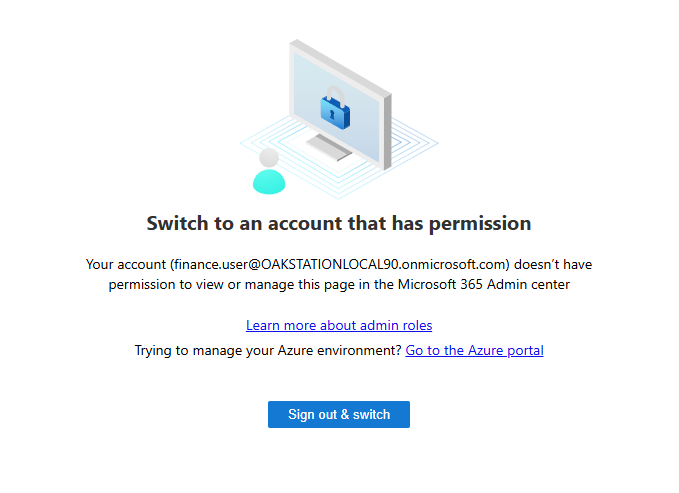 Switch to an account that has permission
Your account (finance.user@OAKSTATIONLOCAL90.onmicrosoft.com) doesn't have
permission to view or manage this page in the Microsoft 365 Admin center
Learn more about admin roles
Trying to manage your Azure environment? Go to the Azure portal
Sign out & switch